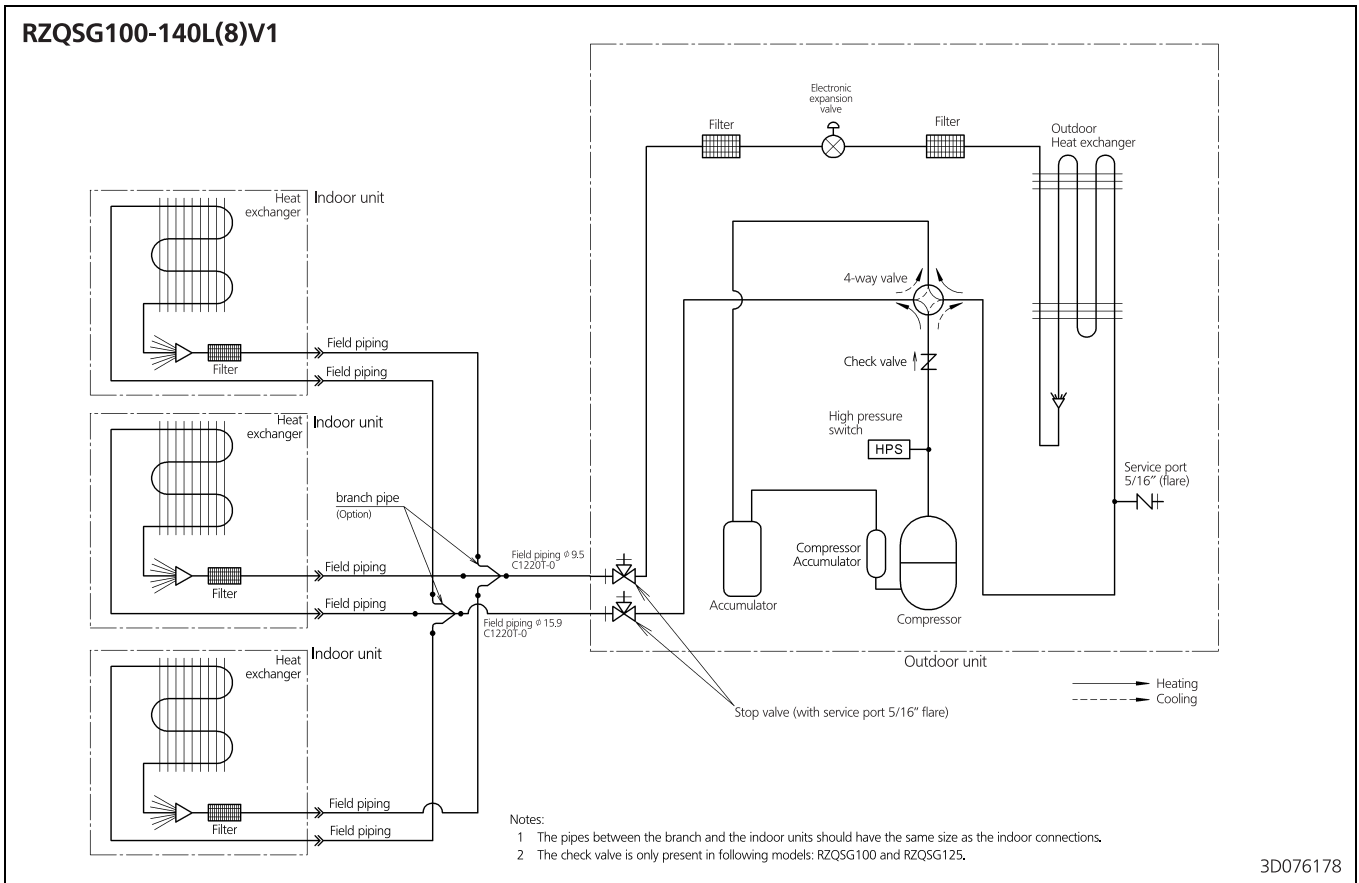 RZQSG100-140L(8)V1
Electronic
expansion
valve
Filter
Filter
Outdoor
Heat exchanger
Heat
exchanger
Indoor unit
4-way valve
Field piping
Filter
Field piping
Check valve
High pressure
switch
HPS
Heat
exchanger
Indoor unit
Service port
5/16" (flare)
branch pipe
(Option)
Field piping ø 9.5
C1220T-0
Compressor
Accumulator
Field piping
Filter
Field piping
Accumulator
Compressor
Field piping ø 15.9
C1220T-0
Heat
exchanger
Indoor unit
Outdoor unit
Heating
Cooling
Stop valve (with service port 5/16" flare)
Field piping
Filter
Field piping
Notes:
1 The pipes between the branch and the indoor units should have the same size as the indoor connections.
2 The check valve is only present in following models: RZQSG100 and RZQSG125.
3D076178